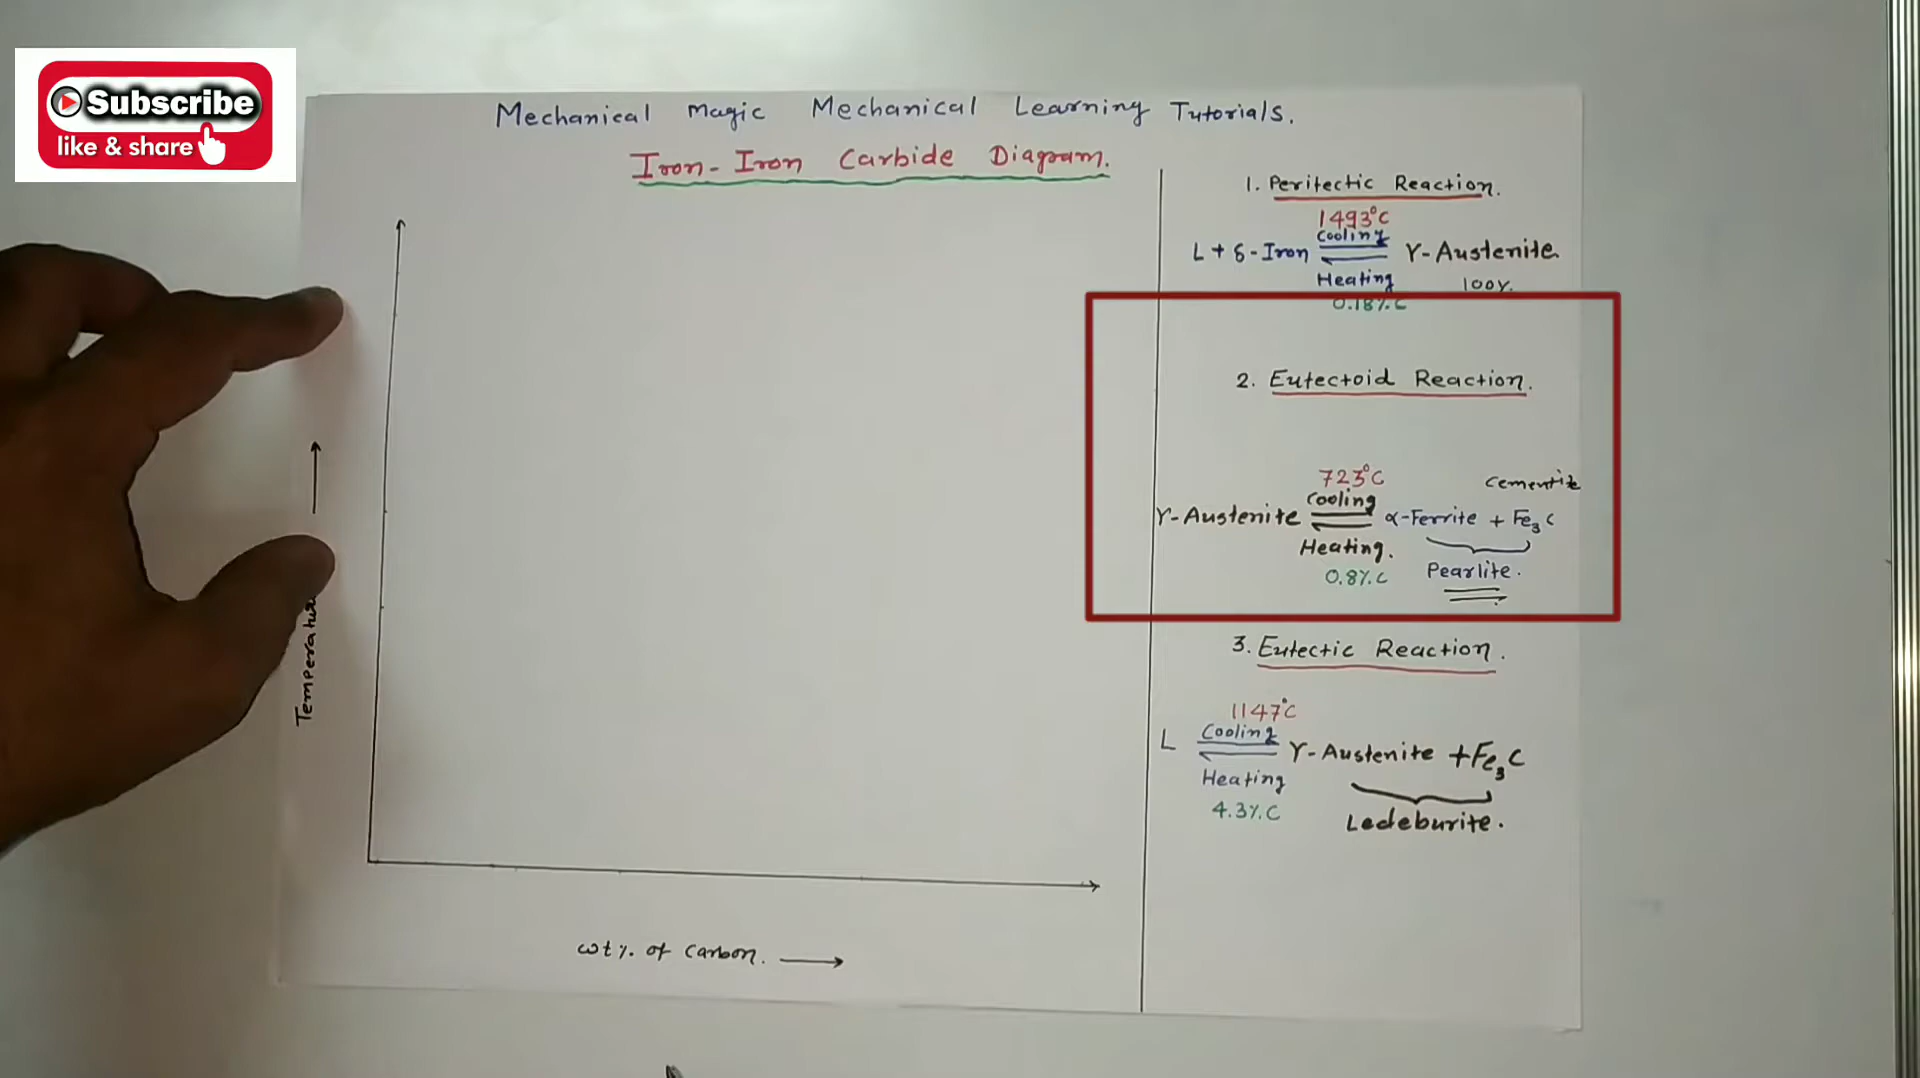 Subscribe
like & share
Mechanical Magic Mechanical Learning Tutorials.
Iron-Iron Carbide Diagram.
Temperature
wt% of carbon.
1. Peritectic Reaction.
1493°C
Cooling
L + δ-Iron ⇌ γ-Austenite
Heating 100%
0.18% C
2. Eutectoid Reaction.
723°C Cementite
Cooling
γ-Austenite ⇌ α-Ferrite + Fe₃C
Heating.
0.8% C Pearlite.
3. Eutectic Reaction.
1147°C
Cooling
L ⇌ γ-Austenite + Fe₃C
Heating
4.3% C Ledeburite.